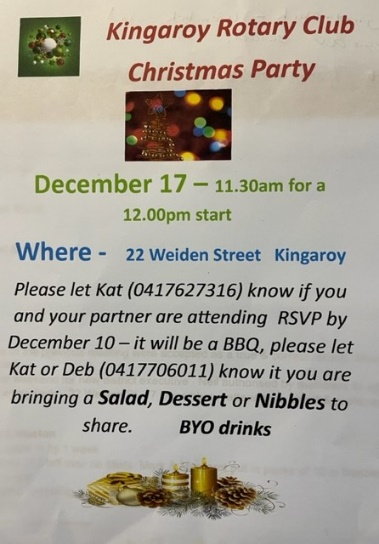 Kingaroy Rotary Club
Christmas Party
December 17 – 11.30am for a
12.00pm start
Where - 22 Weiden Street Kingaroy
Please let Kat (0417627316) know if you
and your partner are attending RSVP by
December 10 – it will be a BBQ, please let
Kat or Deb (0417706011) know it you are
bringing a Salad, Dessert or Nibbles to
share. BYO drinks